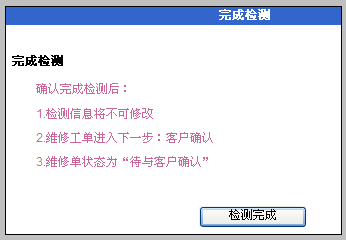 完成检测
完成检测
确认完成检测后：
1.检测信息将不可修改
2.维修工单进入下一步：客户确认
3.维修单状态为“待与客户确认”
检测完成